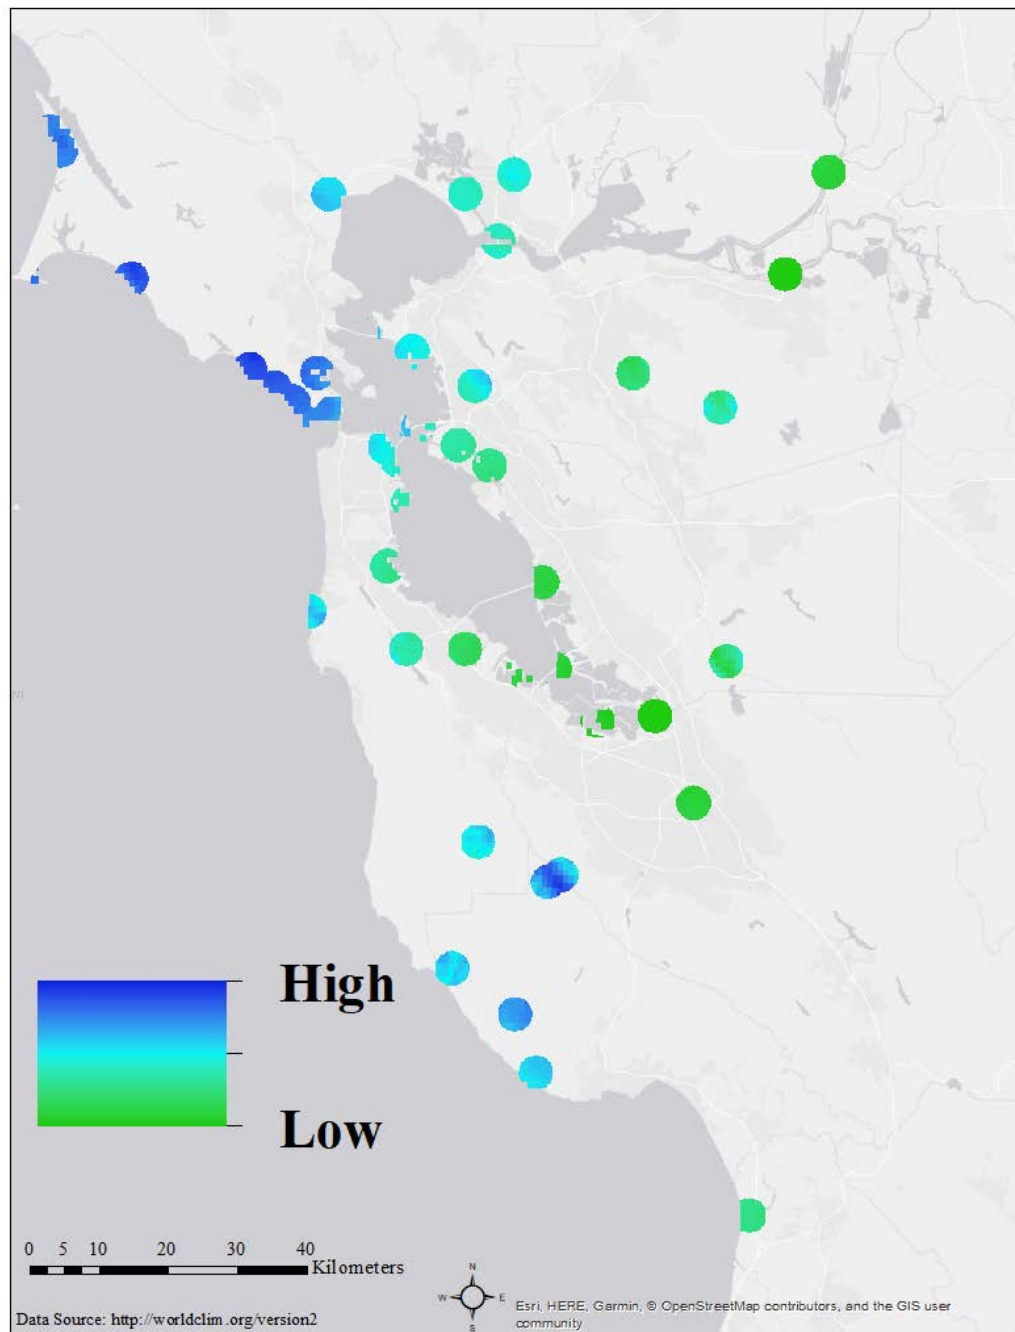 High
Low
0 5 10 20 30 40
Kilometers
N
W E
S
Data Source: http://worldclim.org/version2
Esri, HERE, Garmin, © OpenStreetMap contributors, and the GIS user
community